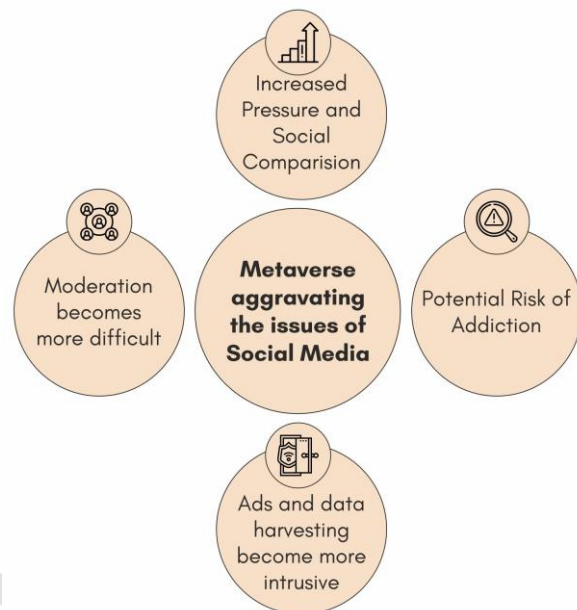 Increased
Pressure and
Social
Comparision
Moderation
becomes
more difficult
Metaverse
aggravating
the issues of
Social Media
Potential Risk of
Addiction
Ads and data
harvesting
become more
intrusive